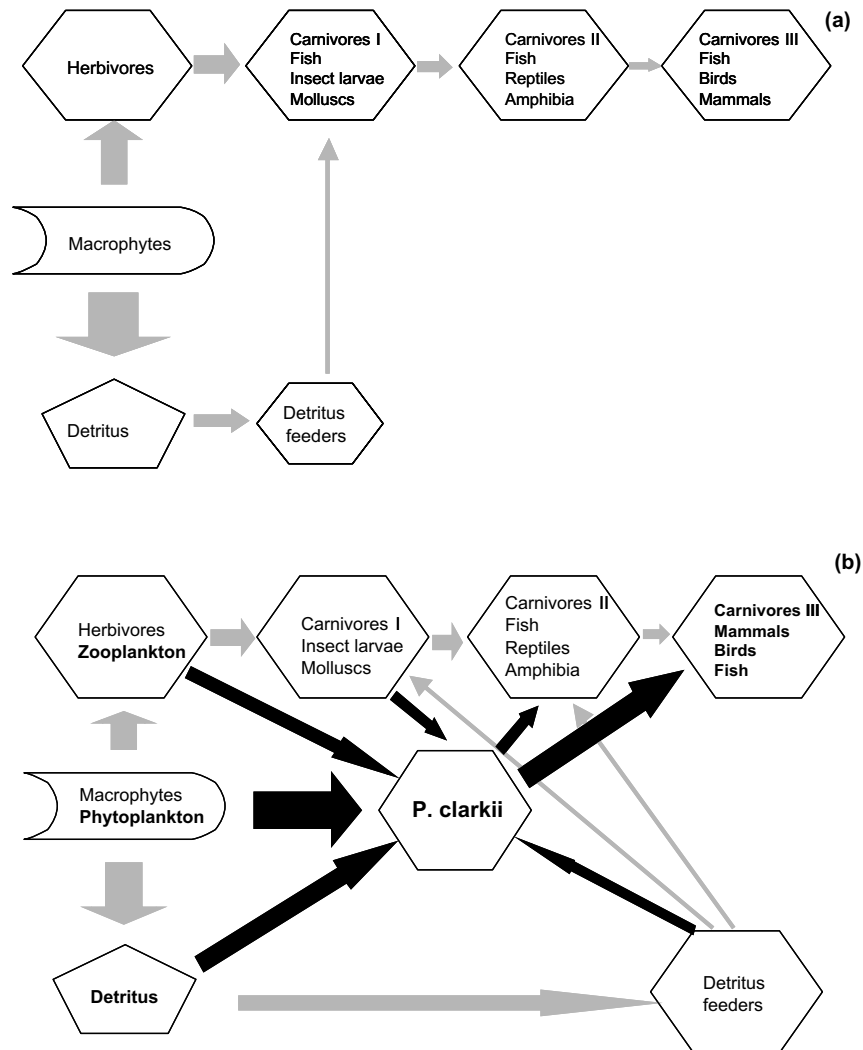 (a)
Herbivores
Carnivores I
Fish
Insect larvae
Molluscs
Carnivores II
Fish
Reptiles
Amphibia
Carnivores III
Fish
Birds
Mammals
Macrophytes
Detritus
Detritus
feeders
(b)
Herbivores
Zooplankton
Carnivores I
Insect larvae
Molluscs
Carnivores II
Fish
Reptiles
Amphibia
Carnivores III
Mammals
Birds
Fish
Macrophytes
Phytoplankton
P. clarkii
Detritus
Detritus
feeders